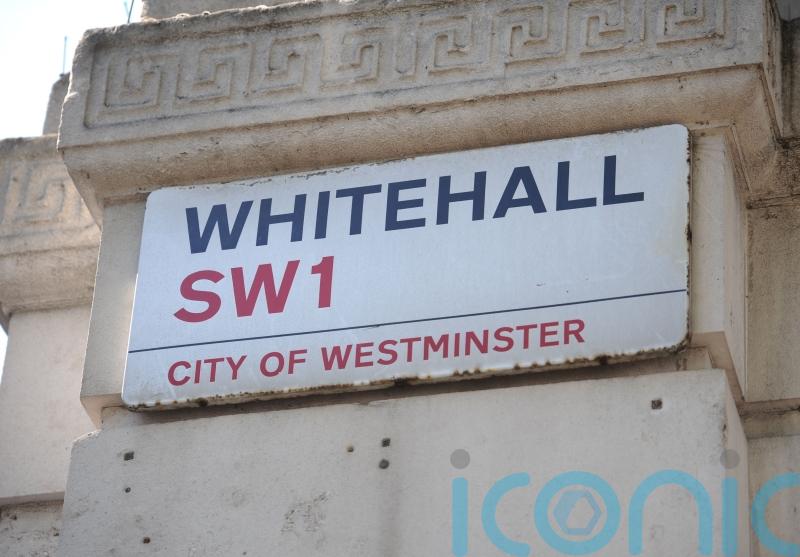 WHITEHALL
SW1
CITY OF WESTMINSTER
iconic